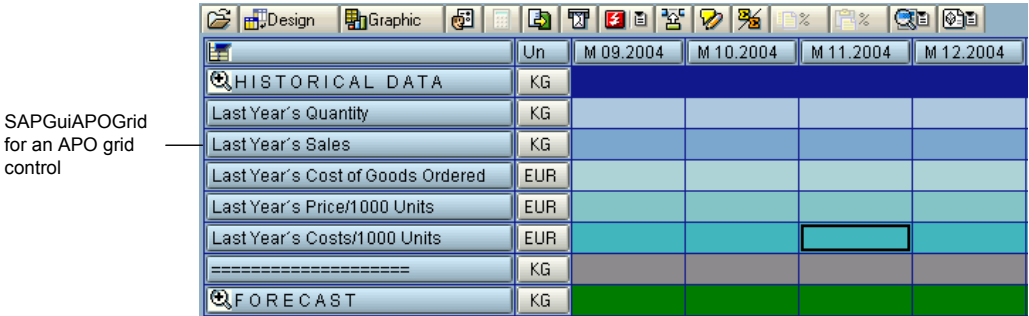 Design Graphic
Un M 09.2004 M 10.2004 M 11.2004 M 12.2004
HISTORICAL DATA KG
Last Year´s Quantity KG
SAPGuiAPOGrid
for an APO grid
control
Last Year´s Sales KG
Last Year´s Cost of Goods Ordered EUR
Last Year´s Price/1000 Units EUR
Last Year´s Costs/1000 Units EUR
==================== KG
FORECAST KG